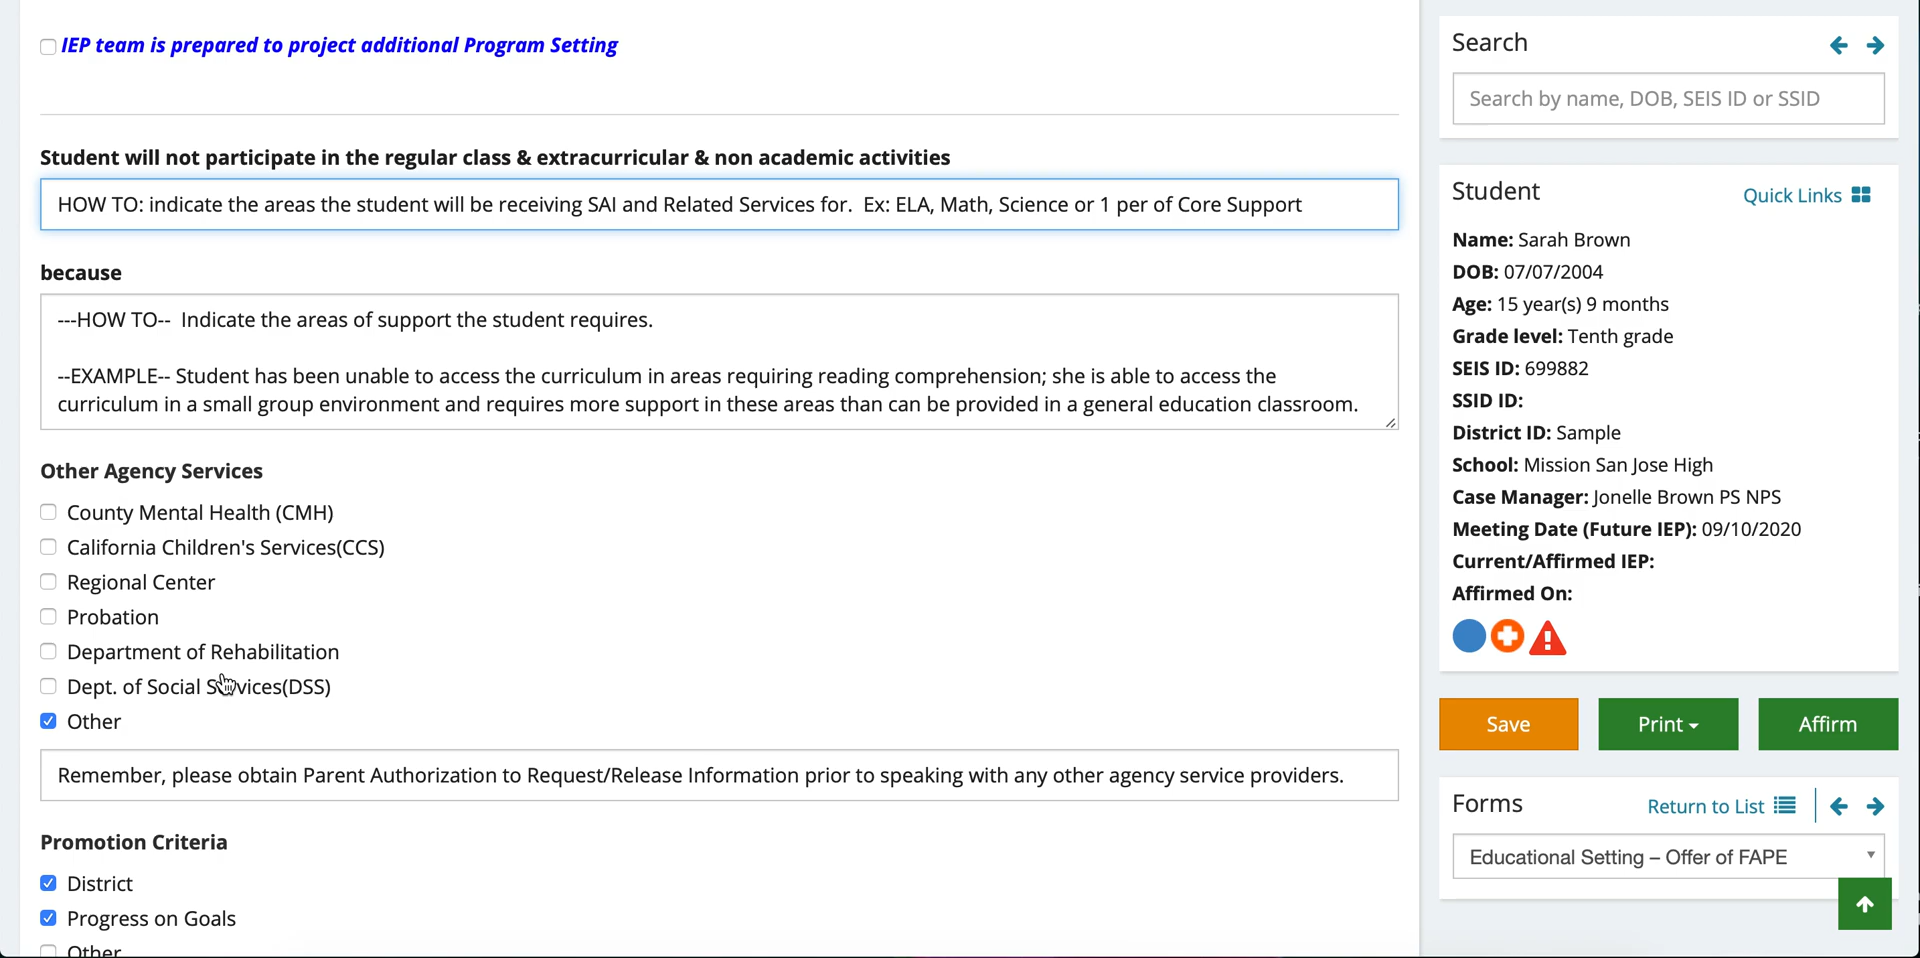 IEP team is prepared to project additional Program Setting
Student will not participate in the regular class & extracurricular & non academic activities
HOW TO: indicate the areas the student will be receiving SAI and Related Services for.  Ex: ELA, Math, Science or 1 per of Core Support
because
---HOW TO--  Indicate the areas of support the student requires.
--EXAMPLE-- Student has been unable to access the curriculum in areas requiring reading comprehension; she is able to access the
curriculum in a small group environment and requires more support in these areas than can be provided in a general education classroom.
Other Agency Services
County Mental Health (CMH)
California Children's Services(CCS)
Regional Center
Probation
Department of Rehabilitation
Dept. of Social Services(DSS)
Other
Remember, please obtain Parent Authorization to Request/Release Information prior to speaking with any other agency service providers.
Promotion Criteria
District
Progress on Goals
Other
Search
Search by name, DOB, SEIS ID or SSID
Student
Quick Links
Name: Sarah Brown
DOB: 07/07/2004
Age: 15 year(s) 9 months
Grade level: Tenth grade
SEIS ID: 699882
SSID ID:
District ID: Sample
School: Mission San Jose High
Case Manager: Jonelle Brown PS NPS
Meeting Date (Future IEP): 09/10/2020
Current/Affirmed IEP:
Affirmed On:
Save
Print
Affirm
Forms
Return to List
Educational Setting – Offer of FAPE